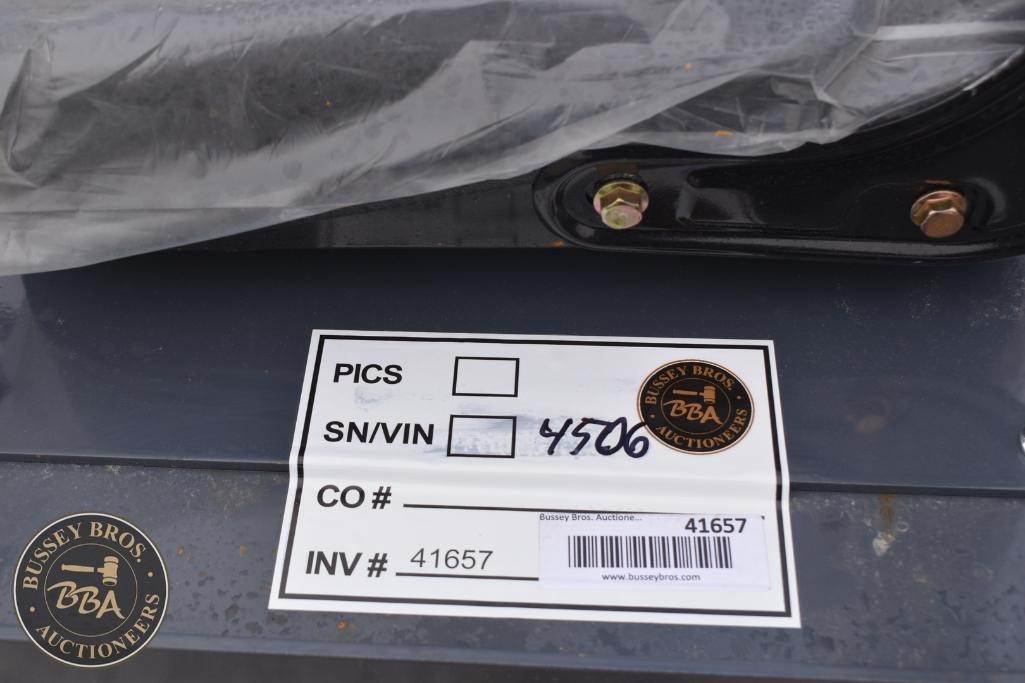 PICS
SN/VIN 4506
BUSSEY BROS.
BBA
AUCTIONEERS
CO #
INV # 41657
Bussey Bros. Auctione... 41657
www.busseybros.com
BUSSEY BROS.
BBA
AUCTIONEERS